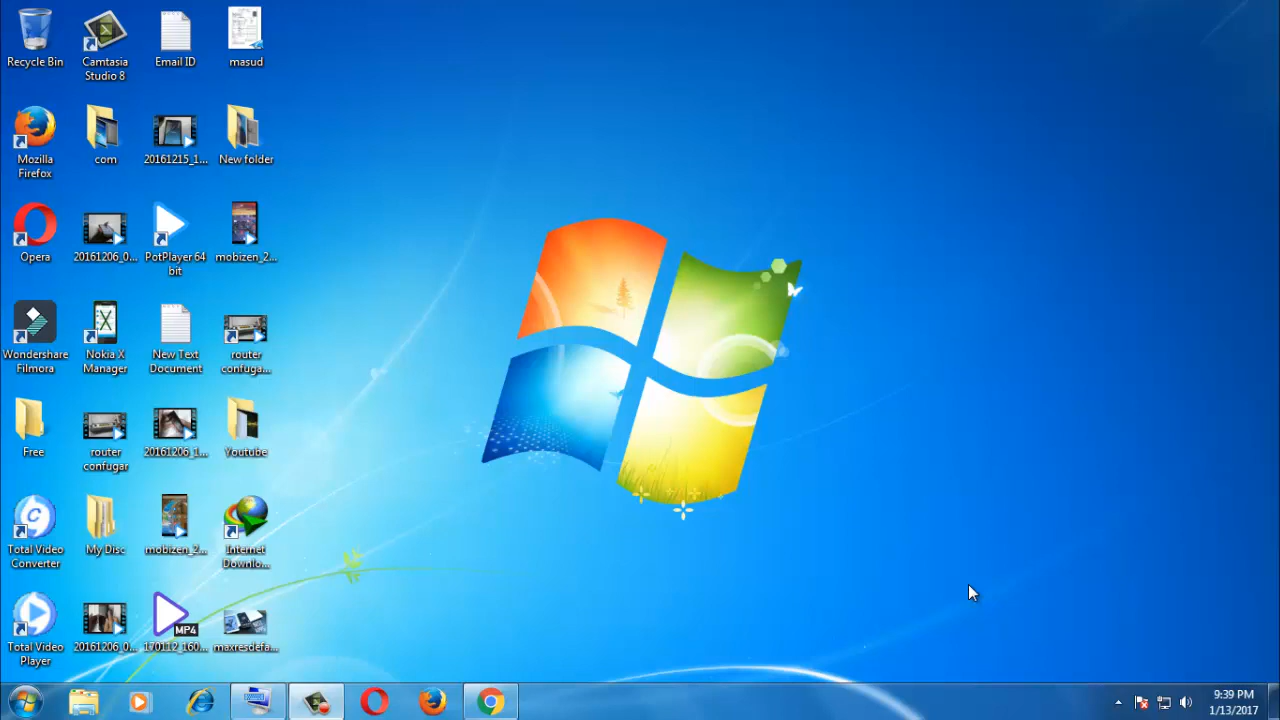 Recycle Bin
Camtasia
Studio 8
Email ID
masud
Mozilla
Firefox
com
20161215_1...
New folder
Opera
20161206_0...
PotPlayer 64
bit
mobizen_2...
Wondershare
Filmora
Nokia X
Manager
New Text
Document
router
confuga...
Free
router
confugar
20161206_1...
Youtube
Total Video
Converter
My Disc
mobizen_2...
Internet
Downlo...
Total Video
Player
20161206_0...
MP4
170112_160...
maxresdefa...
9:39 PM
1/13/2017